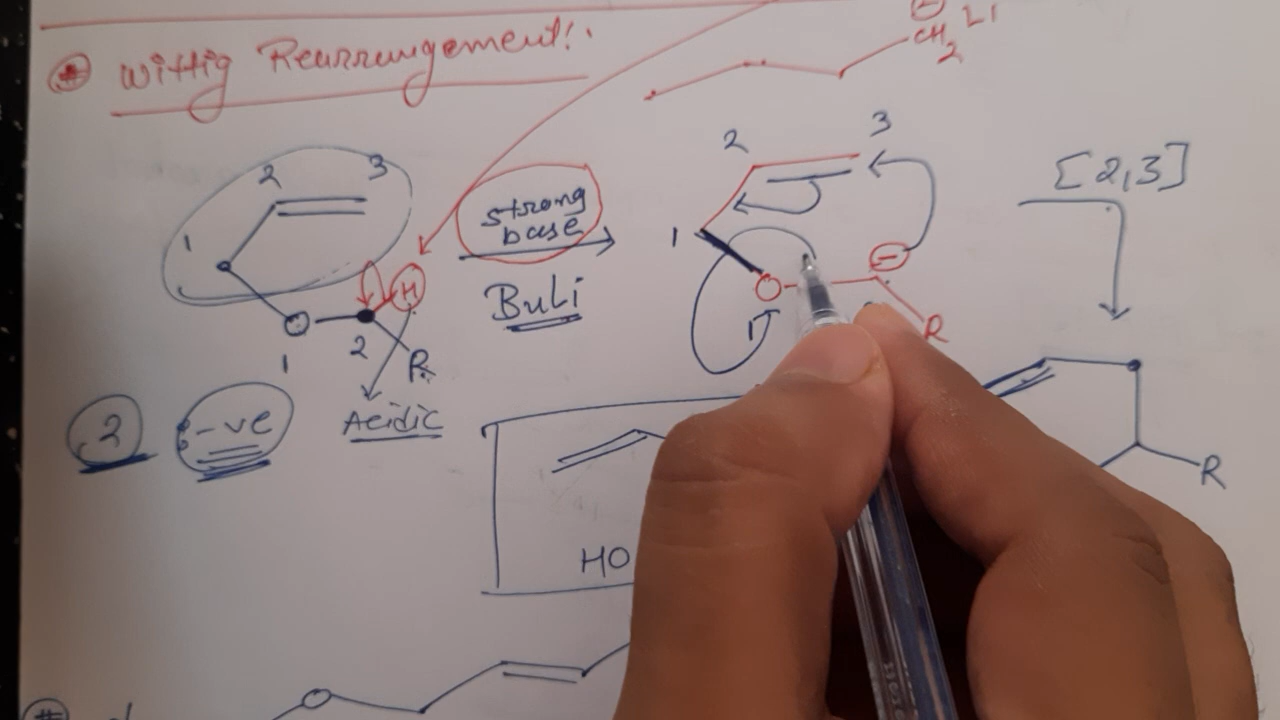 ⊖
CH2 Li
* Wittig Rearrangement!.
2 3
1
O
1 2
H
R
Acidic
2 -ve
strong
base
BuLi
2 3
1
O
⊖
R
[2,3]
R
HO
O
#